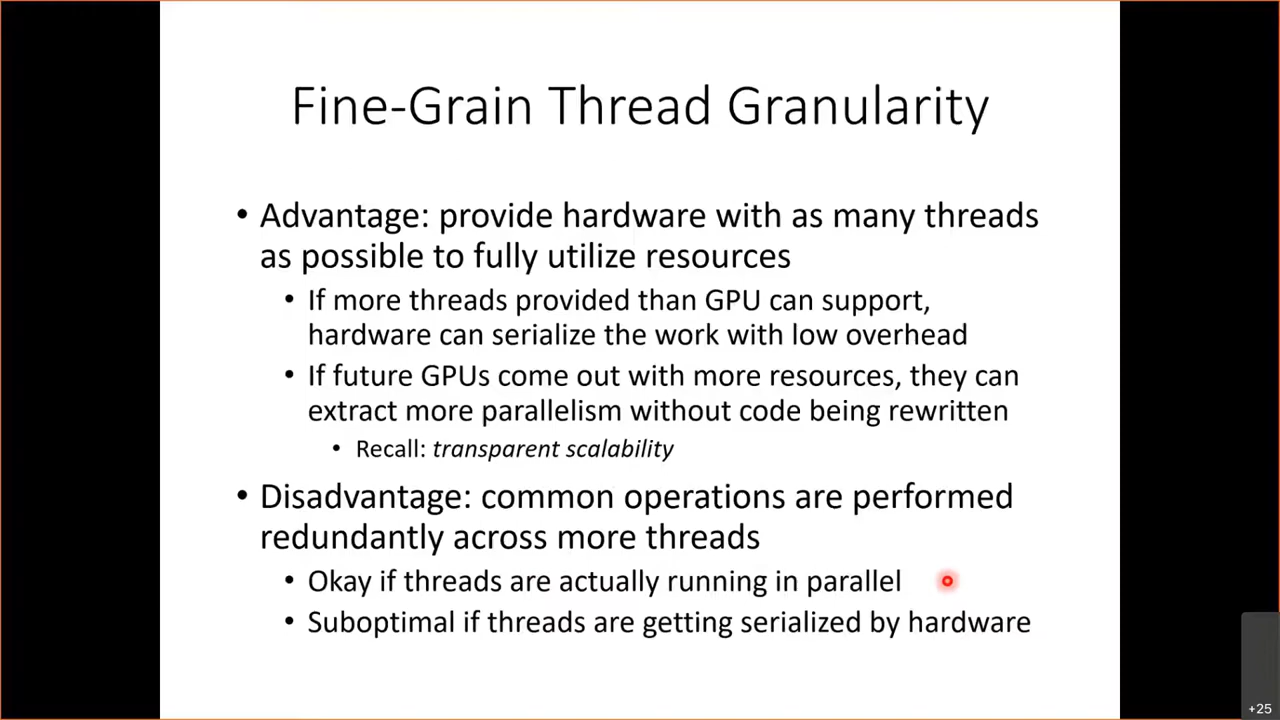 Fine-Grain Thread Granularity
• Advantage: provide hardware with as many threads
as possible to fully utilize resources
• If more threads provided than GPU can support,
hardware can serialize the work with low overhead
• If future GPUs come out with more resources, they can
extract more parallelism without code being rewritten
• Recall: transparent scalability
• Disadvantage: common operations are performed
redundantly across more threads
• Okay if threads are actually running in parallel
• Suboptimal if threads are getting serialized by hardware
+25